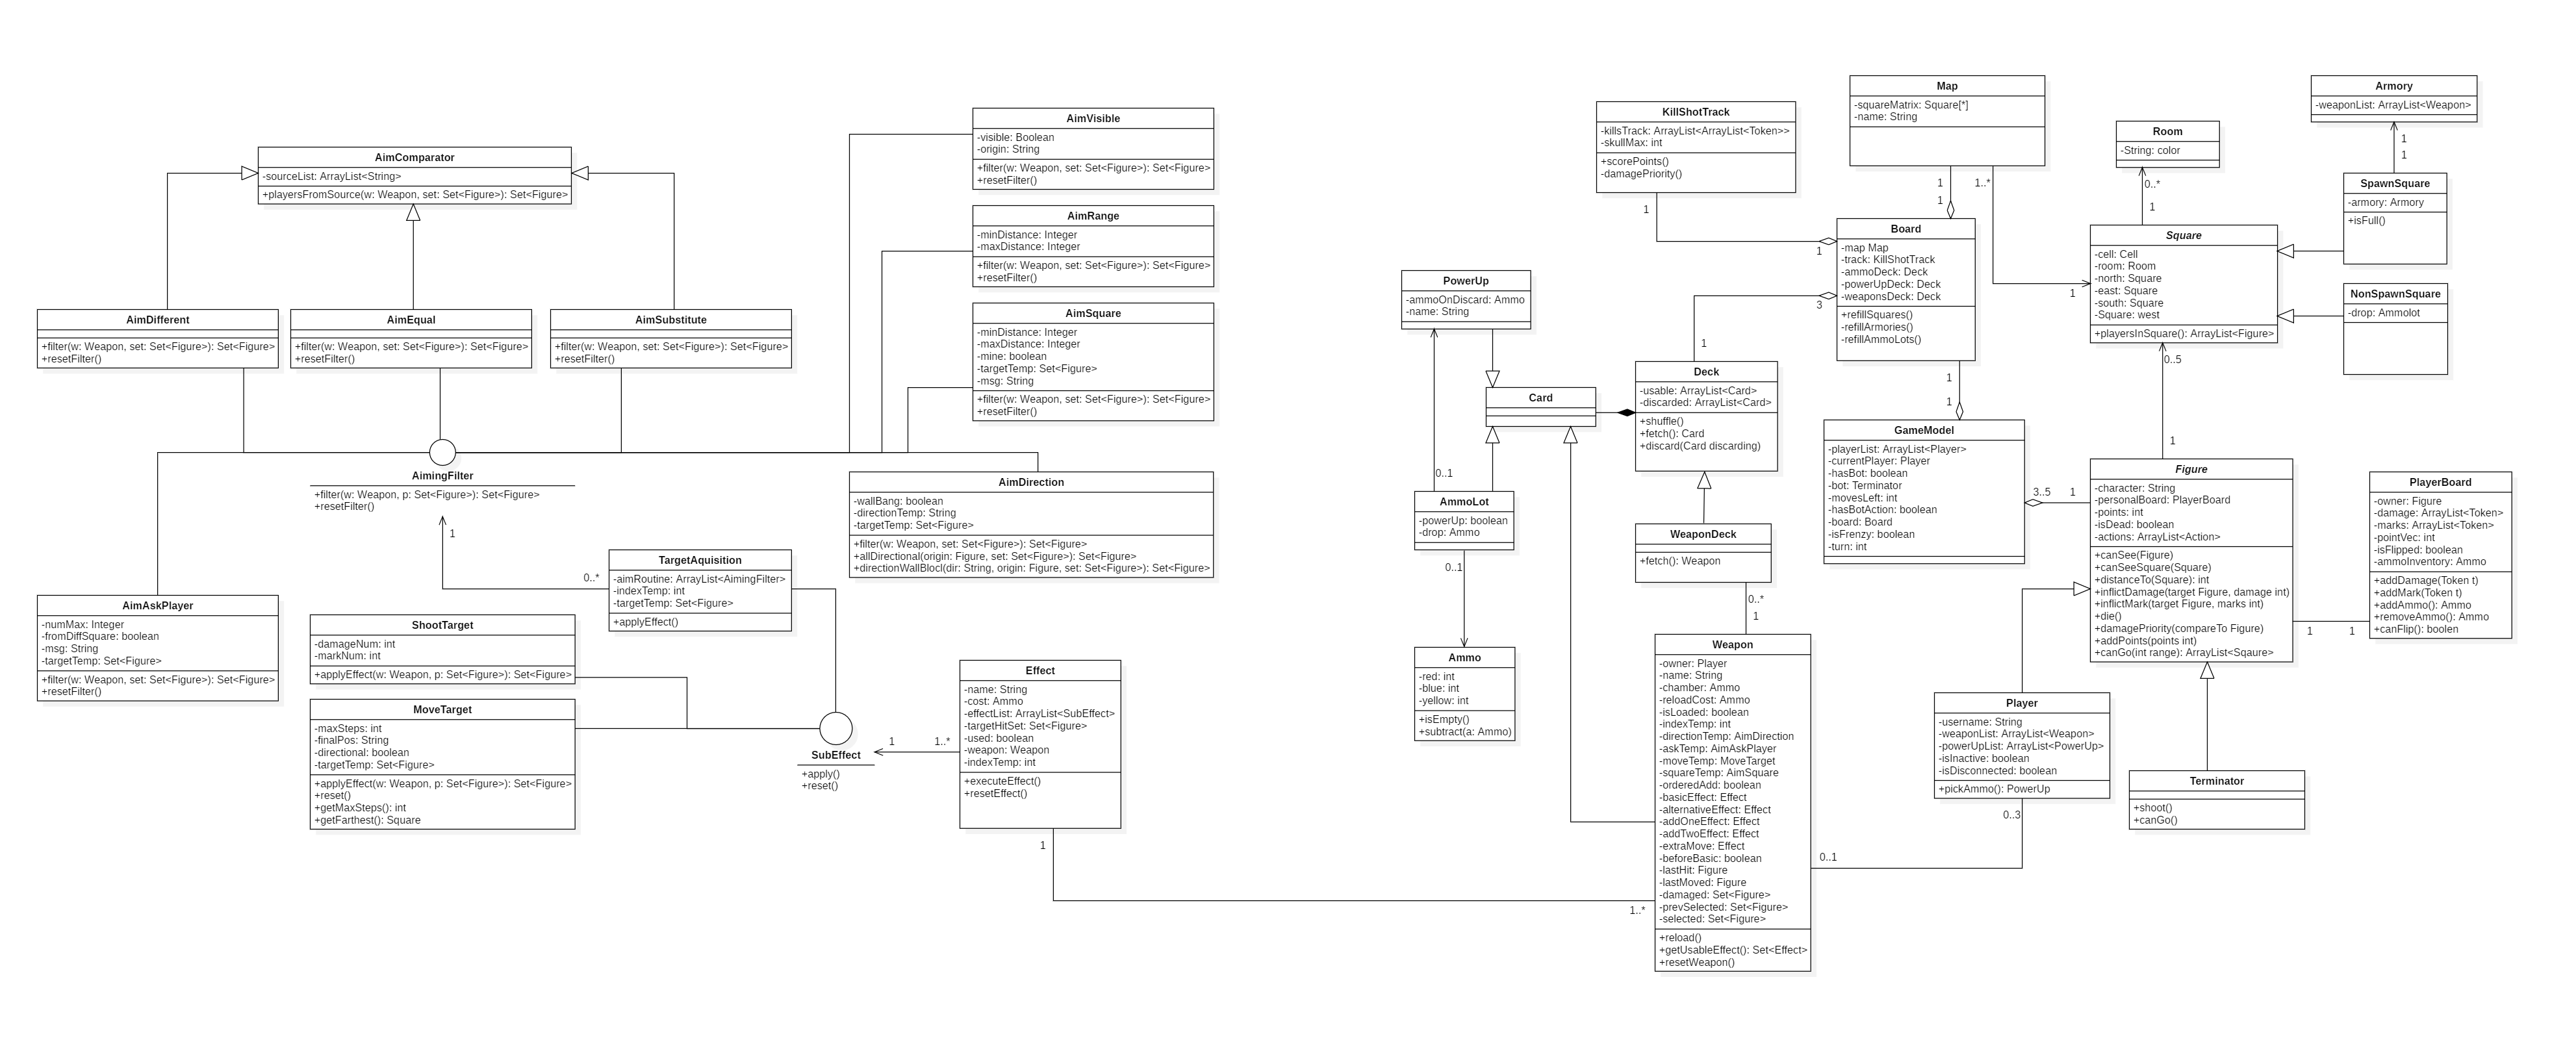 AimComparator
-sourceList: ArrayList<String>
+playersFromSource(w: Weapon, set: Set<Figure>): Set<Figure>
AimDifferent
+filter(w: Weapon, set: Set<Figure>): Set<Figure>
+resetFilter()
AimEqual
+filter(w: Weapon, set: Set<Figure>): Set<Figure>
+resetFilter()
AimSubstitute
+filter(w: Weapon, set: Set<Figure>): Set<Figure>
+resetFilter()
AimVisible
-visible: Boolean
-origin: String
+filter(w: Weapon, set: Set<Figure>): Set<Figure>
+resetFilter()
AimRange
-minDistance: Integer
-maxDistance: Integer
+filter(w: Weapon, set: Set<Figure>): Set<Figure>
+resetFilter()
AimSquare
-minDistance: Integer
-maxDistance: Integer
-mine: boolean
-targetTemp: Set<Figure>
-msg: String
+filter(w: Weapon, set: Set<Figure>): Set<Figure>
+resetFilter()
AimingFilter
+filter(w: Weapon, p: Set<Figure>): Set<Figure>
+resetFilter()
1
0..*
AimDirection
-wallBang: boolean
-directionTemp: String
-targetTemp: Set<Figure>
+filter(w: Weapon, set: Set<Figure>): Set<Figure>
+allDirectional(origin: Figure, set: Set<Figure>): Set<Figure>
+directionWallBlocl(dir: String, origin: Figure, set: Set<Figure>): Set<Figure>
TargetAquisition
-aimRoutine: ArrayList<AimingFilter>
-indexTemp: int
-targetTemp: Set<Figure>
+applyEffect()
AimAskPlayer
-numMax: Integer
-fromDiffSquare: boolean
-msg: String
-targetTemp: Set<Figure>
+filter(w: Weapon, set: Set<Figure>): Set<Figure>
+resetFilter()
ShootTarget
-damageNum: int
-markNum: int
+applyEffect(w: Weapon, p: Set<Figure>): Set<Figure>
MoveTarget
-maxSteps: int
-finalPos: String
-directional: boolean
-targetTemp: Set<Figure>
+applyEffect(w: Weapon, p: Set<Figure>): Set<Figure>
+reset()
+getMaxSteps(): int
+getFarthest(): Square
SubEffect
+apply()
+reset()
1
1..*
Effect
-name: String
-cost: Ammo
-effectList: ArrayList<SubEffect>
-targetHitSet: Set<Figure>
-used: boolean
-weapon: Weapon
-indexTemp: int
+executeEffect()
+resetEffect()
1
1..*
KillShotTrack
-killsTrack: ArrayList<ArrayList<Token>>
-skullMax: int
+scorePoints()
-damagePriority()
1
1
Map
-squareMatrix: Square[*]
-name: String
1
1
1..*
1
Board
-map Map
-track: KillShotTrack
-ammoDeck: Deck
-powerUpDeck: Deck
-weaponsDeck: Deck
+refillSquares()
-refillArmories()
-refillAmmoLots()
3
1
1
1
Room
-String: color
0..*
1
Armory
-weaponList: ArrayList<Weapon>
1
1
SpawnSquare
-armory: Armory
+isFull()
Square
-cell: Cell
-room: Room
-north: Square
-east: Square
-south: Square
-Square: west
+playersInSquare(): ArrayList<Figure>
0..5
1
NonSpawnSquare
-drop: Ammolot
PowerUp
-ammoOnDiscard: Ammo
-name: String
0..1
Card
Deck
-usable: ArrayList<Card>
-discarded: ArrayList<Card>
+shuffle()
+fetch(): Card
+discard(Card discarding)
AmmoLot
-powerUp: boolean
-drop: Ammo
0..1
Ammo
-red: int
-blue: int
-yellow: int
+isEmpty()
+subtract(a: Ammo)
WeaponDeck
+fetch(): Weapon
0..*
1
GameModel
-playerList: ArrayList<Player>
-currentPlayer: Player
-hasBot: boolean
-bot: Terminator
-movesLeft: int
-hasBotAction: boolean
-board: Board
-isFrenzy: boolean
-turn: int
3..5
1
Figure
-character: String
-personalBoard: PlayerBoard
-points: int
-isDead: boolean
-actions: ArrayList<Action>
+canSee(Figure)
+canSeeSquare(Square)
+distanceTo(Square): int
+inflictDamage(target Figure, damage int)
+inflictMark(target Figure, marks int)
+die()
+damagePriority(compareTo Figure)
+addPoints(points int)
+canGo(int range): ArrayList<Sqaure>
1
1
PlayerBoard
-owner: Figure
-damage: ArrayList<Token>
-marks: ArrayList<Token>
-pointVec: int
-isFlipped: boolean
-ammoInventory: Ammo
+addDamage(Token t)
+addMark(Token t)
+addAmmo(): Ammo
+removeAmmo(): Ammo
+canFlip(): boolen
Weapon
-owner: Player
-name: String
-chamber: Ammo
-reloadCost: Ammo
-isLoaded: boolean
-indexTemp: int
-directionTemp: AimDirection
-askTemp: AimAskPlayer
-moveTemp: MoveTarget
-squareTemp: AimSquare
-orderedAdd: boolean
-basicEffect: Effect
-alternativeEffect: Effect
-addOneEffect: Effect
-addTwoEffect: Effect
-extraMove: Effect
-beforeBasic: boolean
-lastHit: Figure
-lastMoved: Figure
-damaged: Set<Figure>
-prevSelected: Set<Figure>
-selected: Set<Figure>
+reload()
+getUsableEffect(): Set<Effect>
+resetWeapon()
0..1
0..3
Player
-username: String
-weaponList: ArrayList<Weapon>
-powerUpList: ArrayList<PowerUp>
-isInactive: boolean
-isDisconnected: boolean
+pickAmmo(): PowerUp
Terminator
+shoot()
+canGo()